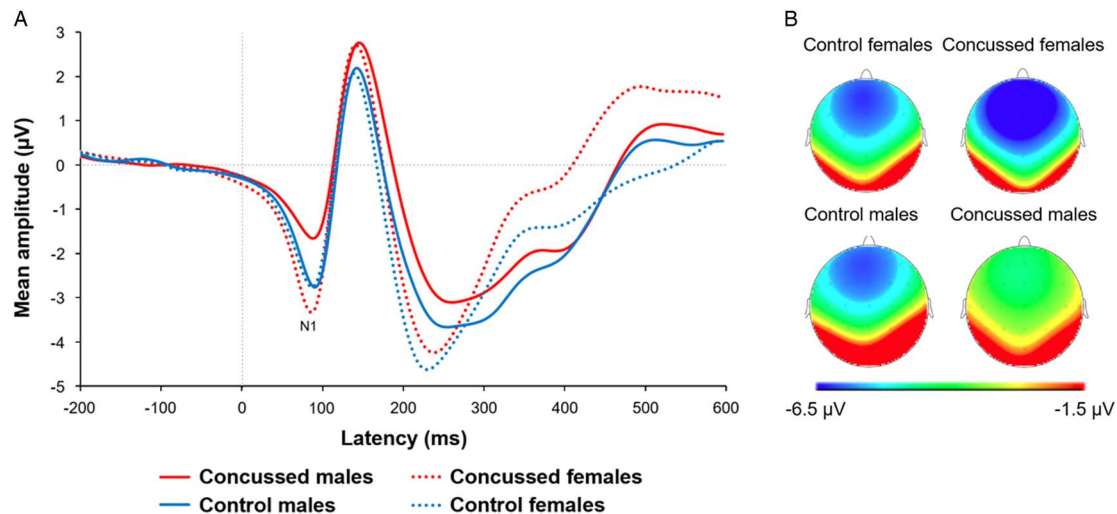 A
Mean amplitude (µV)
3
2
1
0
-1
-2
-3
-4
-5
N1
-200
-100
0
100
200
300
400
500
600
Latency (ms)
Concussed males
Concussed females
Control males
Control females
B
Control females
Concussed females
Control males
Concussed males
-6.5 µV
-1.5 µV